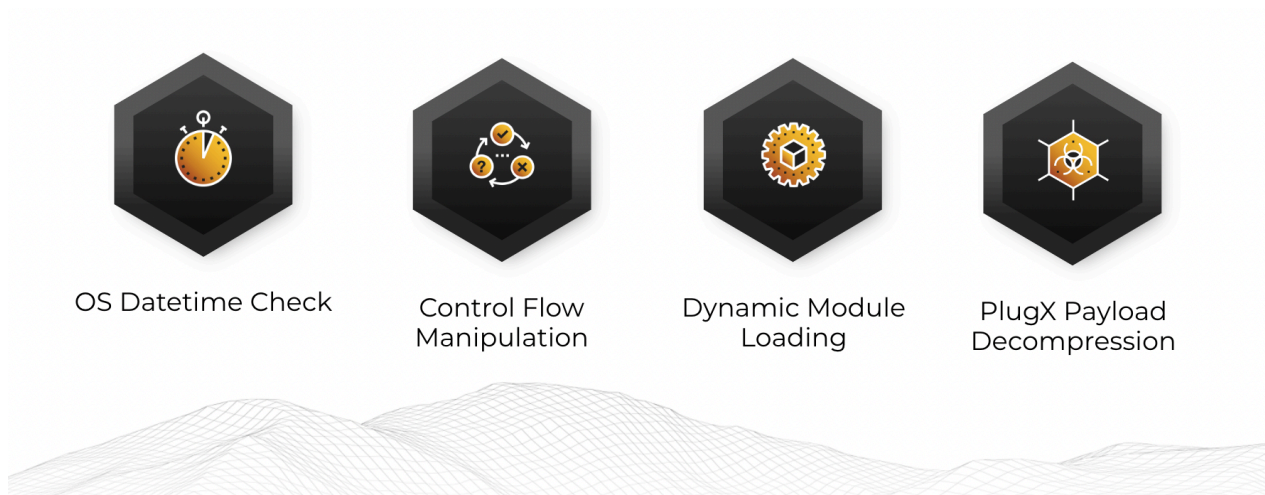 OS Datetime Check
Control Flow
Manipulation
Dynamic Module
Loading
PlugX Payload
Decompression